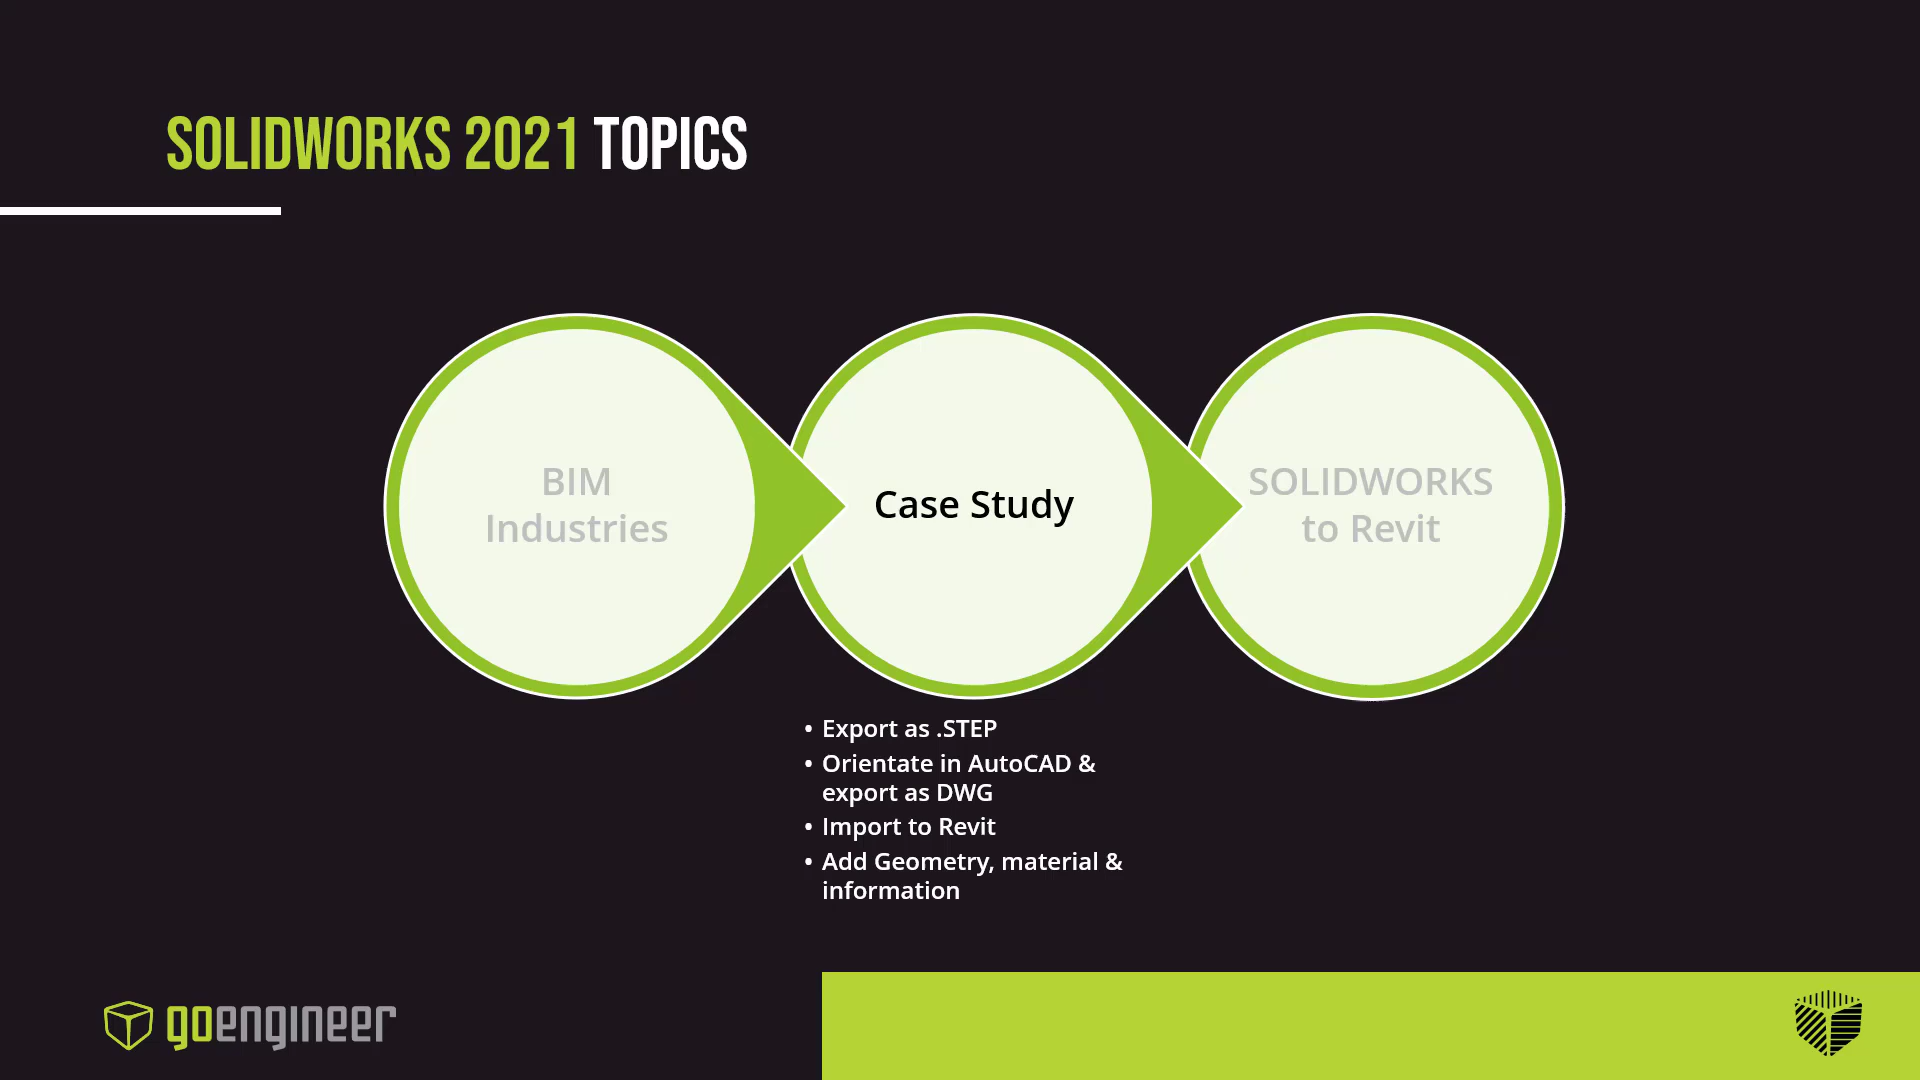 SOLIDWORKS 2021 TOPICS
BIM
Industries
Case Study
SOLIDWORKS
to Revit
• Export as .STEP
• Orientate in AutoCAD &
export as DWG
• Import to Revit
• Add Geometry, material &
information
goengineer